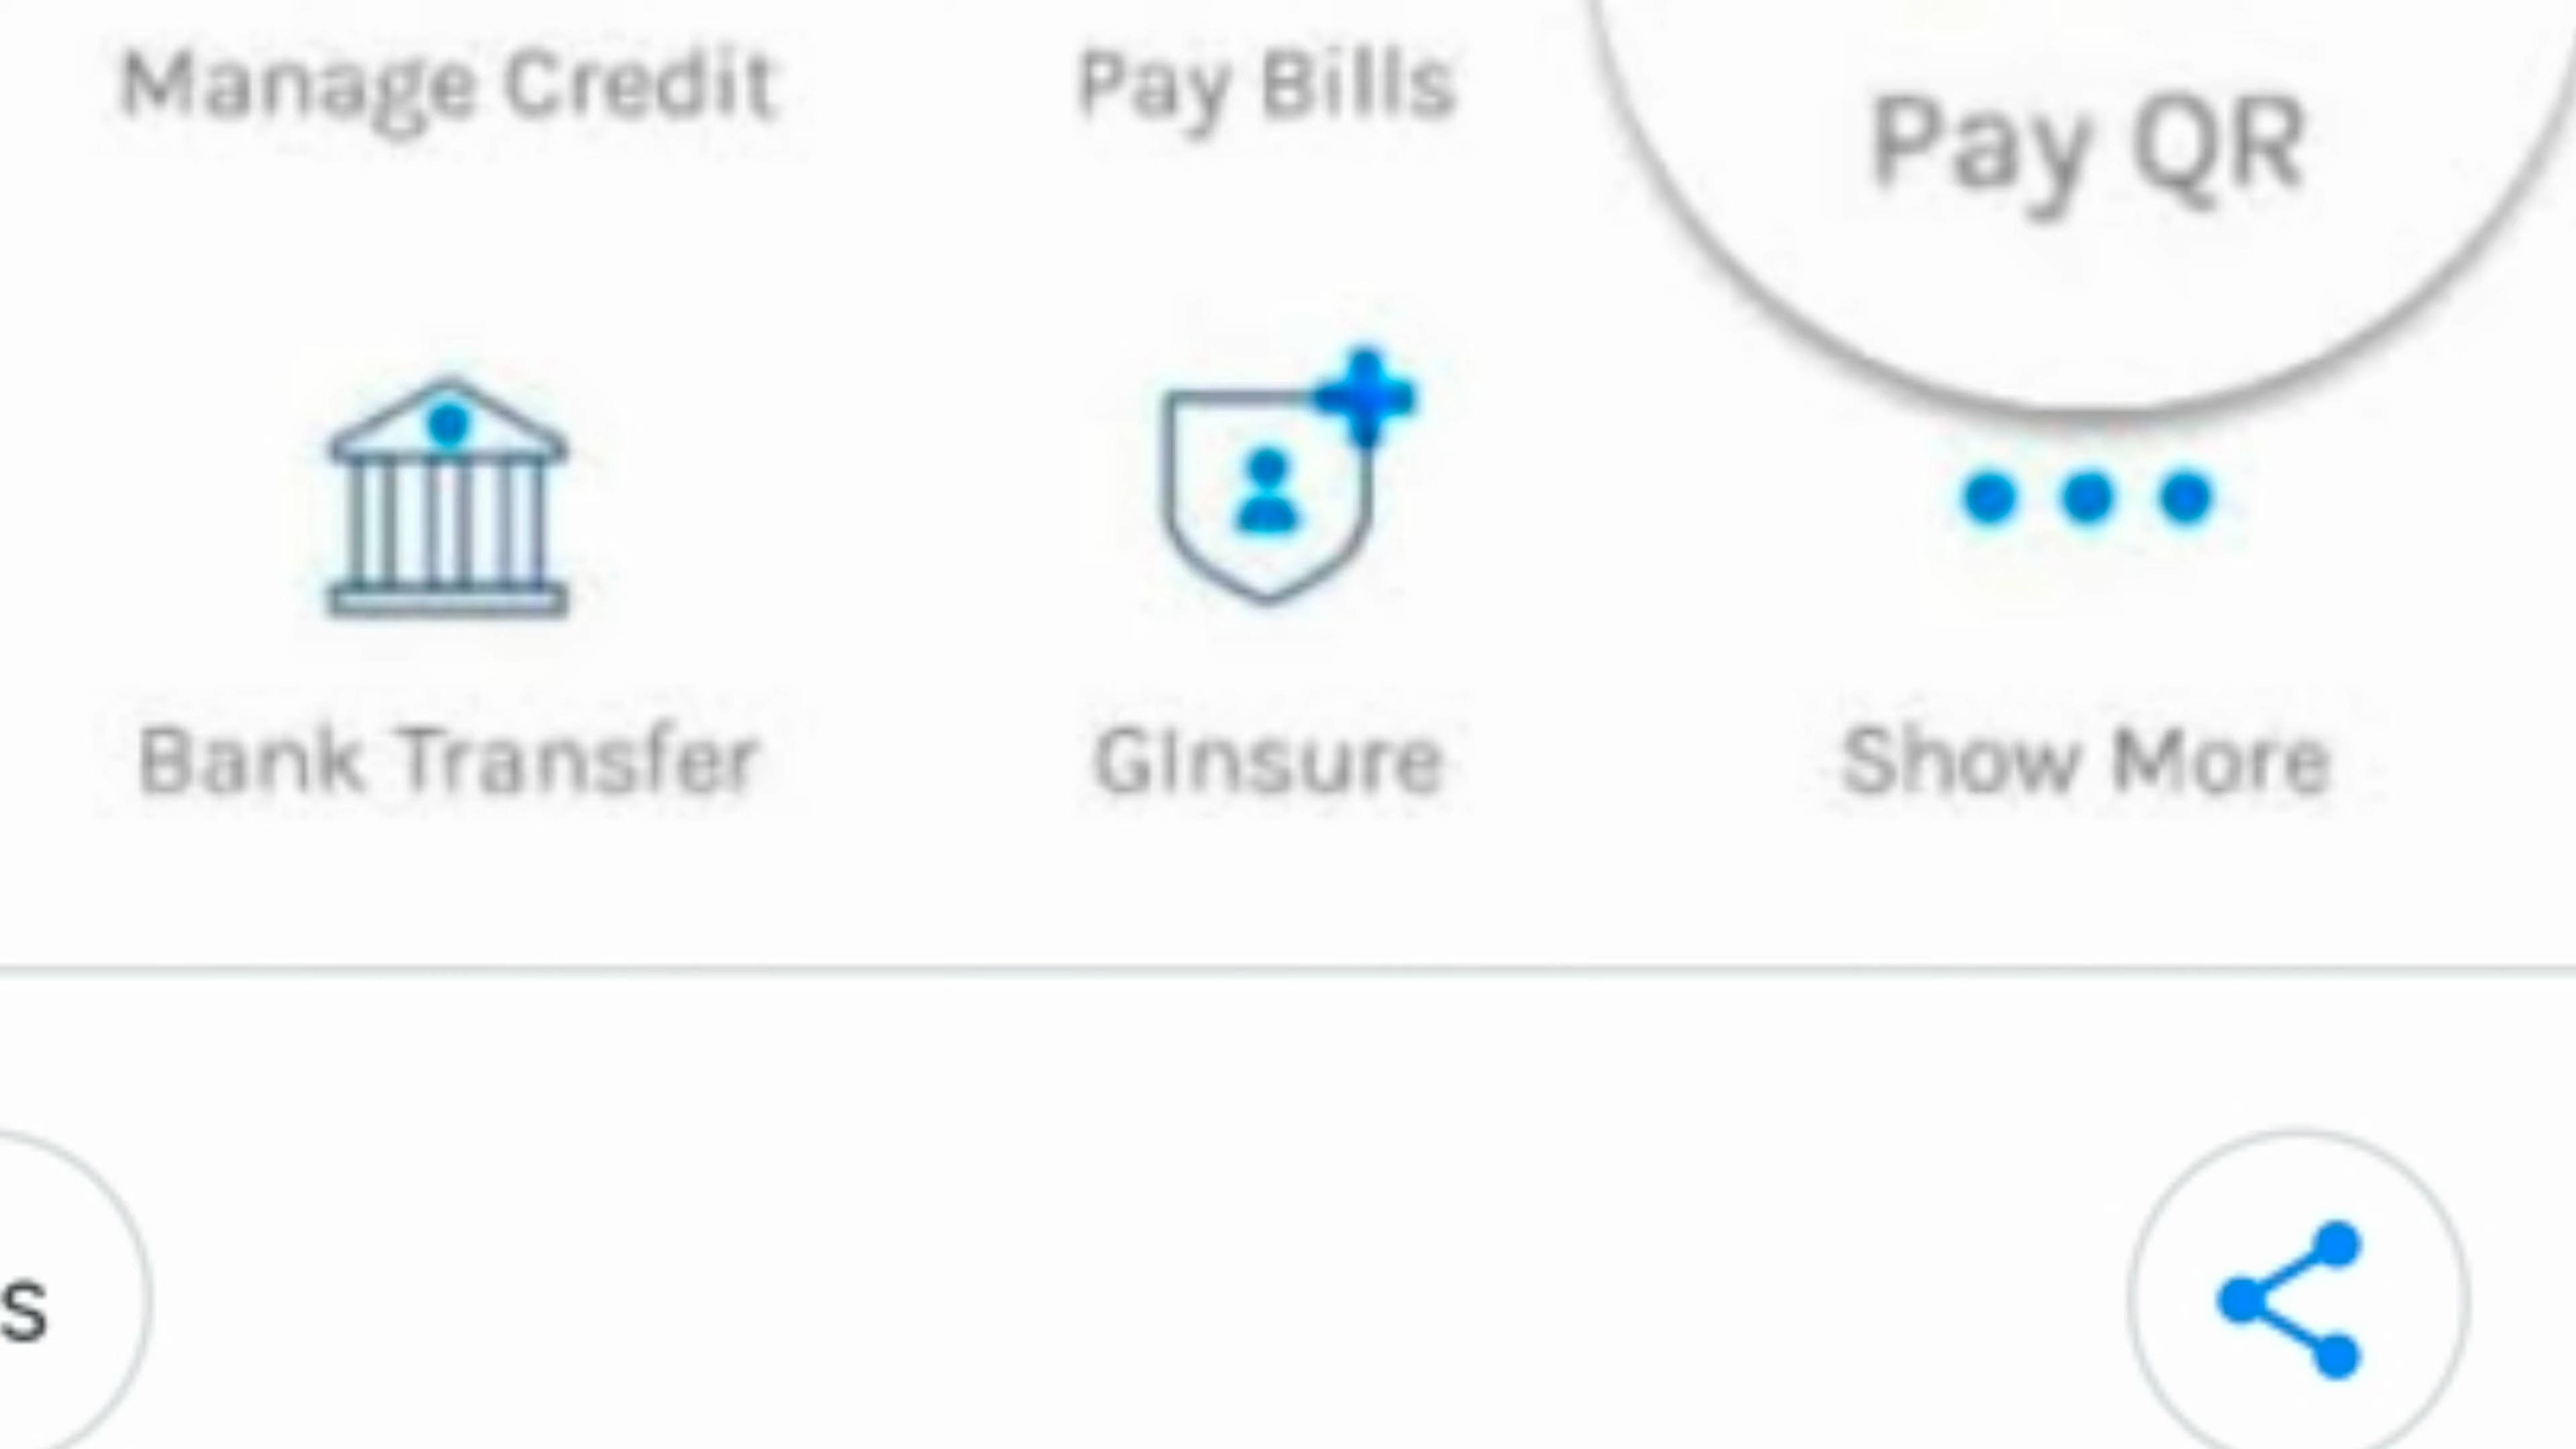 Manage Credit
Pay Bills
Pay QR
Bank Transfer
GInsure
Show More
s